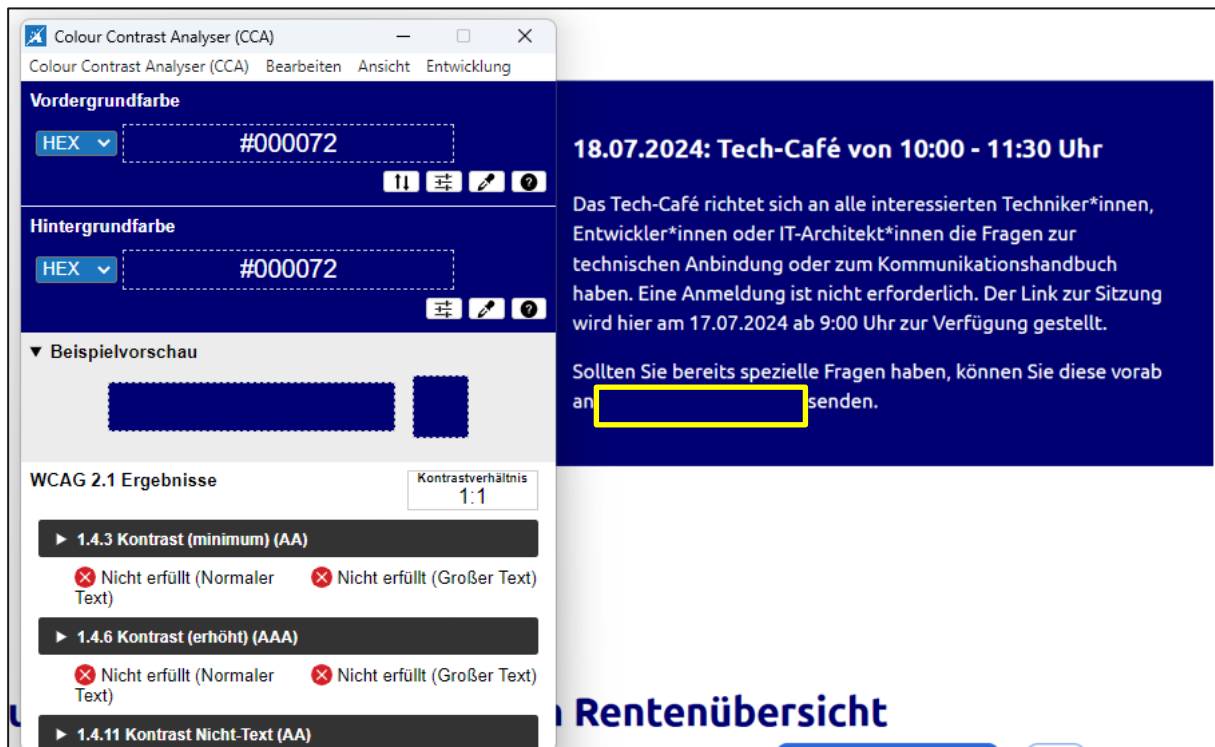 Colour Contrast Analyser (CCA)
Colour Contrast Analyser (CCA) Bearbeiten Ansicht Entwicklung
Vordergrundfarbe
HEX #000072
Hintergrundfarbe
HEX #000072
Beispielvorschau
WCAG 2.1 Ergebnisse
Kontrastverhältnis
1:1
1.4.3 Kontrast (minimum) (AA)
Nicht erfüllt (Normaler Text)
Nicht erfüllt (Großer Text)
1.4.6 Kontrast (erhöht) (AAA)
Nicht erfüllt (Normaler Text)
Nicht erfüllt (Großer Text)
1.4.11 Kontrast Nicht-Text (AA)
18.07.2024: Tech-Café von 10:00 - 11:30 Uhr
Das Tech-Café richtet sich an alle interessierten Techniker*innen,
Entwickler*innen oder IT-Architekt*innen die Fragen zur
technischen Anbindung oder zum Kommunikationshandbuch
haben. Eine Anmeldung ist nicht erforderlich. Der Link zur Sitzung
wird hier am 17.07.2024 ab 9:00 Uhr zur Verfügung gestellt.
Sollten Sie bereits spezielle Fragen haben, können Sie diese vorab
an senden.
Rentenübersicht